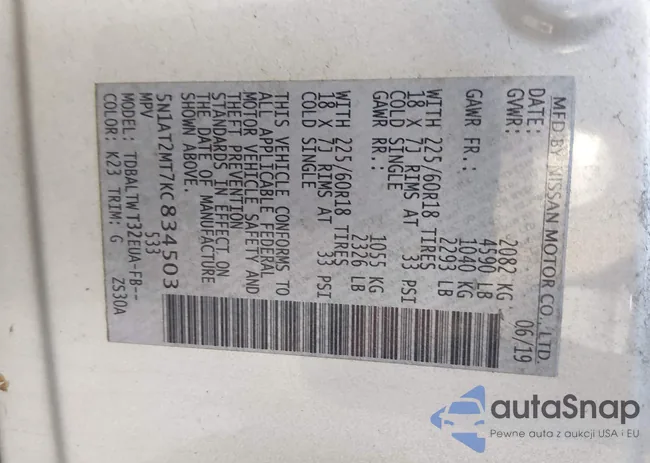 MFD BY NISSAN MOTOR CO., LTD.
DATE: 06/19
GVWR: 2082 KG
4590 LB
GAWR FR.: 1040 KG
2293 LB
WITH 225/60R18 TIRES
18 X 7J RIMS AT
COLD SINGLE 33 PSI
GAWR RR.: 1055 KG
2326 LB
WITH 225/60R18 TIRES
18 X 7J RIMS AT
COLD SINGLE 33 PSI
THIS VEHICLE CONFORMS TO
ALL APPLICABLE FEDERAL
MOTOR VEHICLE SAFETY AND
THEFT PREVENTION
STANDARDS IN EFFECT ON
THE DATE OF MANUFACTURE
SHOWN ABOVE.
5N1AT2MT7KC834503
MPV 533
MODEL: TDBALTWT32EUA-FB--
COLOR: K23 TRIM: G ZS30A
autoSnap
Pewne auta z aukcji USA i EU